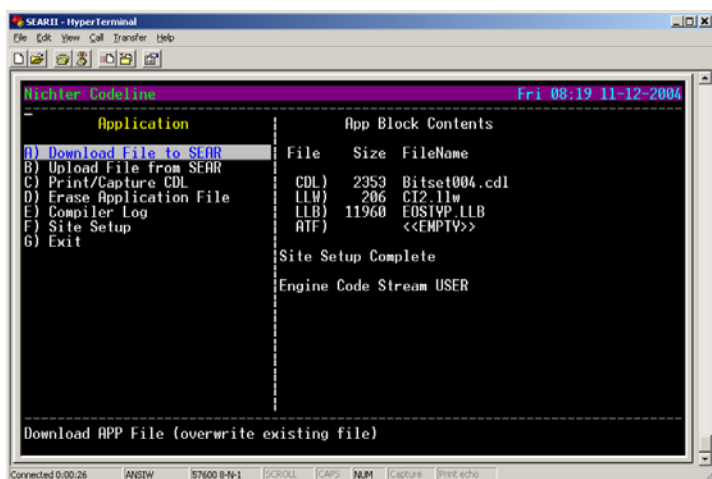 SEARII - HyperTerminal
File Edit View Call Transfer Help
Nichter Codeline Fri 08:19 11-12-2004
Application App Block Contents
A) Download File to SEAR File Size FileName
B) Upload File from SEAR
C) Print/Capture CDL CDL) 2353 Bitset004.cdl
D) Erase Application File LLW) 206 CI2.llw
E) Compiler Log LLB) 11960 EOSTYP.LLB
F) Site Setup ATF) <<EMPTY>>
G) Exit
Site Setup Complete
Engine Code Stream USER
Download APP File (overwrite existing file)
Connected 0:00:26 ANSIW 57600 8-N-1 SCROLL CAPS NUM Capture Print echo